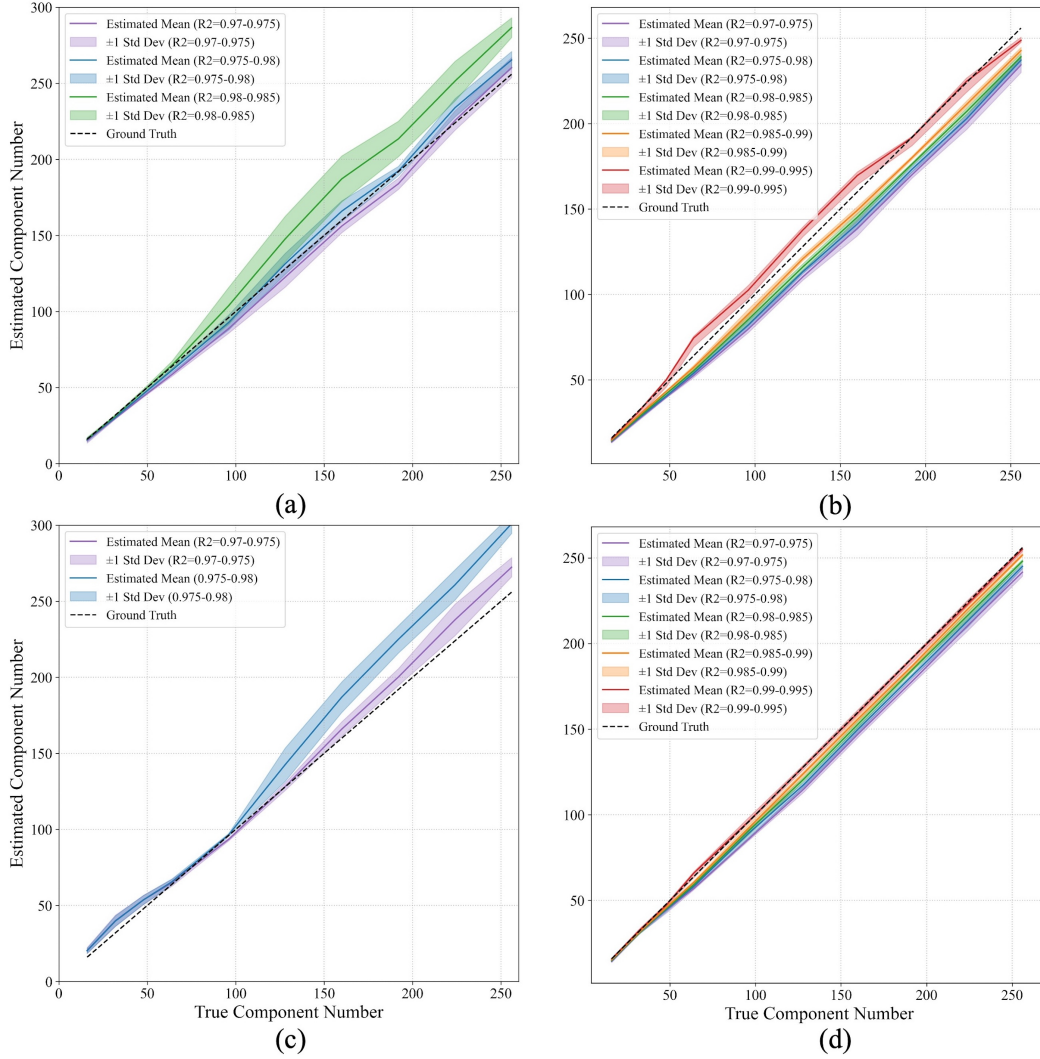 300
250
200
150
100
50
0
Estimated Component Number
Estimated Mean (R2=0.97-0.975)
±1 Std Dev (R2=0.97-0.975)
Estimated Mean (R2=0.975-0.98)
±1 Std Dev (R2=0.975-0.98)
Estimated Mean (R2=0.98-0.985)
±1 Std Dev (R2=0.98-0.985)
Ground Truth
0 50 100 150 200 250
(a)
250
200
150
100
50
Estimated Mean (R2=0.97-0.975)
±1 Std Dev (R2=0.97-0.975)
Estimated Mean (R2=0.975-0.98)
±1 Std Dev (R2=0.975-0.98)
Estimated Mean (R2=0.98-0.985)
±1 Std Dev (R2=0.98-0.985)
Estimated Mean (R2=0.985-0.99)
±1 Std Dev (R2=0.985-0.99)
Estimated Mean (R2=0.99-0.995)
±1 Std Dev (R2=0.99-0.995)
Ground Truth
50 100 150 200 250
(b)
300
250
200
150
100
50
0
Estimated Component Number
Estimated Mean (R2=0.97-0.975)
±1 Std Dev (R2=0.97-0.975)
Estimated Mean (0.975-0.98)
±1 Std Dev (0.975-0.98)
Ground Truth
0 50 100 150 200 250
True Component Number
(c)
250
200
150
100
50
Estimated Mean (R2=0.97-0.975)
±1 Std Dev (R2=0.97-0.975)
Estimated Mean (R2=0.975-0.98)
±1 Std Dev (R2=0.975-0.98)
Estimated Mean (R2=0.98-0.985)
±1 Std Dev (R2=0.98-0.985)
Estimated Mean (R2=0.985-0.99)
±1 Std Dev (R2=0.985-0.99)
Estimated Mean (R2=0.99-0.995)
±1 Std Dev (R2=0.99-0.995)
Ground Truth
50 100 150 200 250
True Component Number
(d)